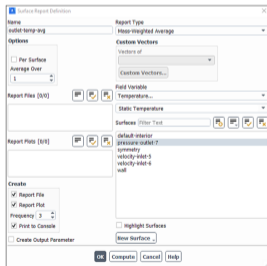 Surface Report Definition
Name
outlet-temp-avg
Report Type
Mass-Weighted Average
Options
Custom Vectors
Vectors of
Per Surface
Average Over
1
Custom Vectors...
Field Variable
Temperature...
Report Files [0/0]
Static Temperature
Surfaces Filter Text
default-interior
pressure-outlet-7
symmetry
velocity-inlet-5
velocity-inlet-6
wall
Report Plots [0/0]
Create
Report File
Report Plot
Frequency 3
Print to Console
Create Output Parameter
Highlight Surfaces
New Surface
OK Compute Cancel Help